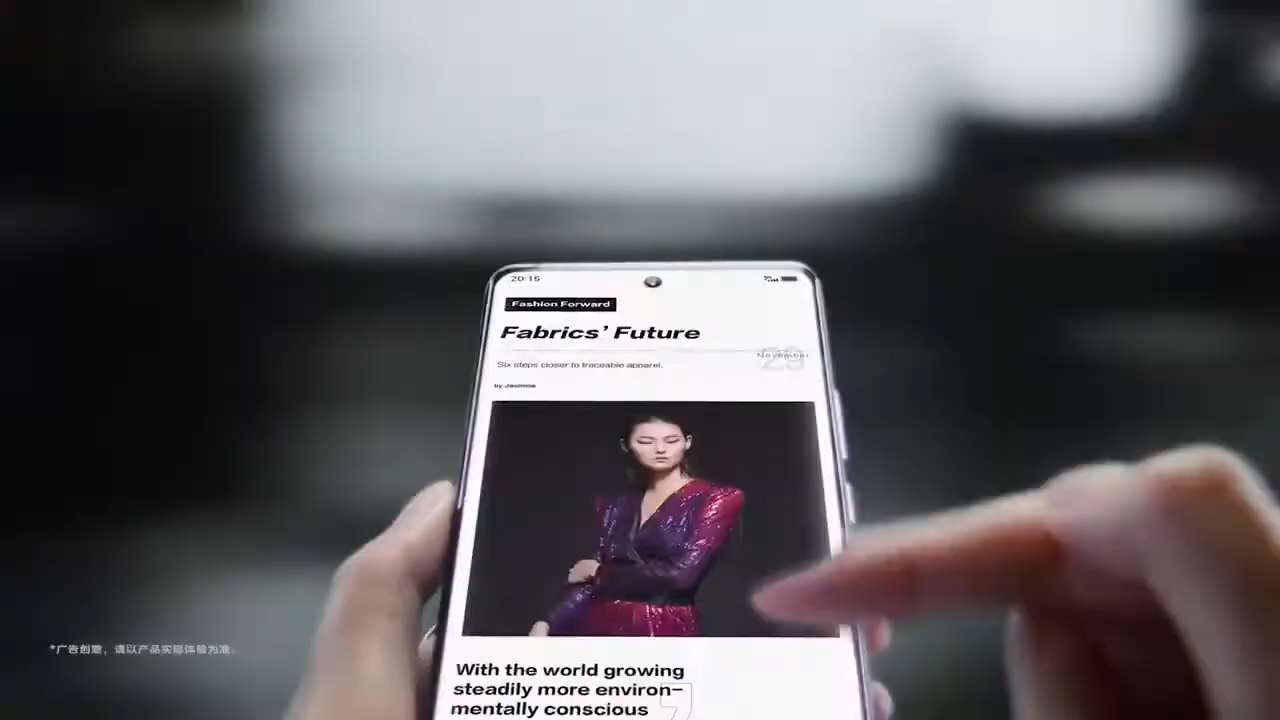 20:15
Fashion Forward
Fabrics’ Future
November
29
Six steps closer to traceable apparel.
by Jasmine
With the world growing
steadily more environ-
mentally conscious
*广告创意，请以产品实际体验为准。